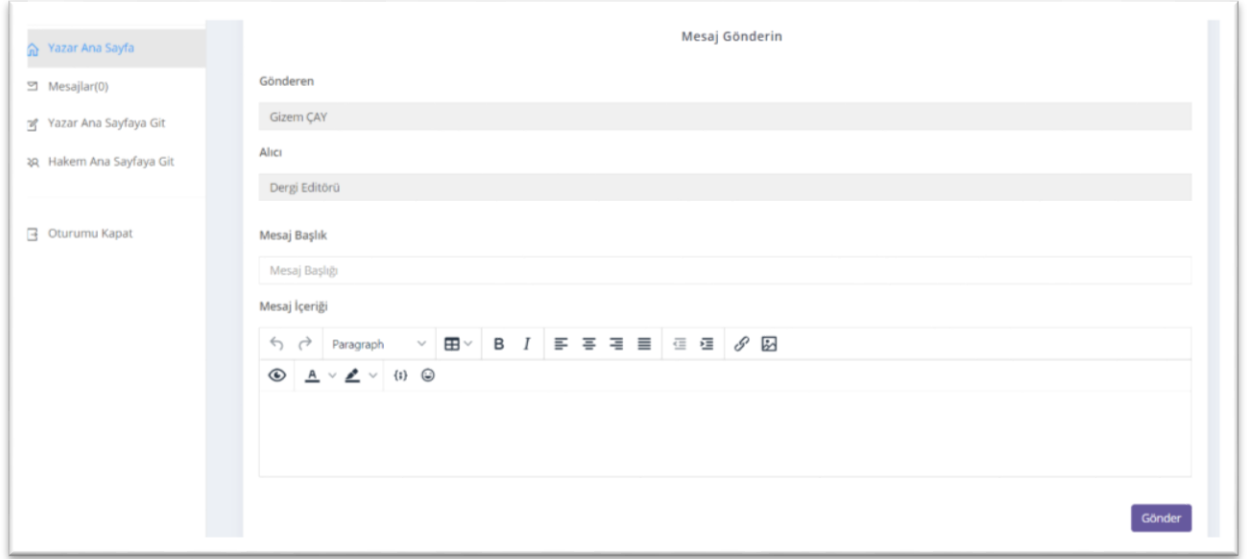 Yazar Ana Sayfa
Mesajlar(0)
Yazar Ana Sayfaya Git
Hakem Ana Sayfaya Git
Oturumu Kapat
Mesaj Gönderin
Gönderen
Gizem ÇAY
Alıcı
Dergi Editörü
Mesaj Başlık
Mesaj Başlığı
Mesaj İçeriği
Paragraph
Gönder